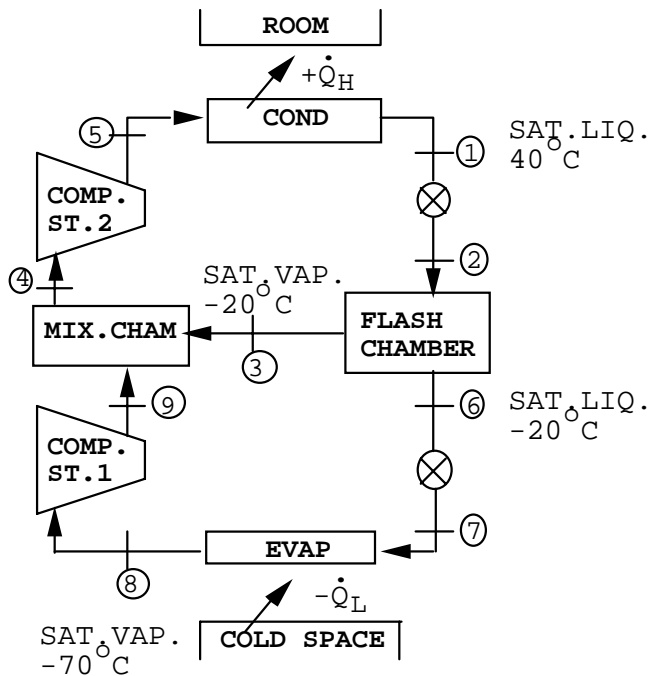 ROOM
+Q̇H
COND
5
1
SAT.LIQ.
40°C
COMP.
ST.2
2
4
SAT.VAP.
-20°C
MIX.CHAM
FLASH
CHAMBER
3
9
6
SAT.LIQ.
-20°C
COMP.
ST.1
7
EVAP
8
-Q̇L
SAT.VAP.
-70°C
COLD SPACE